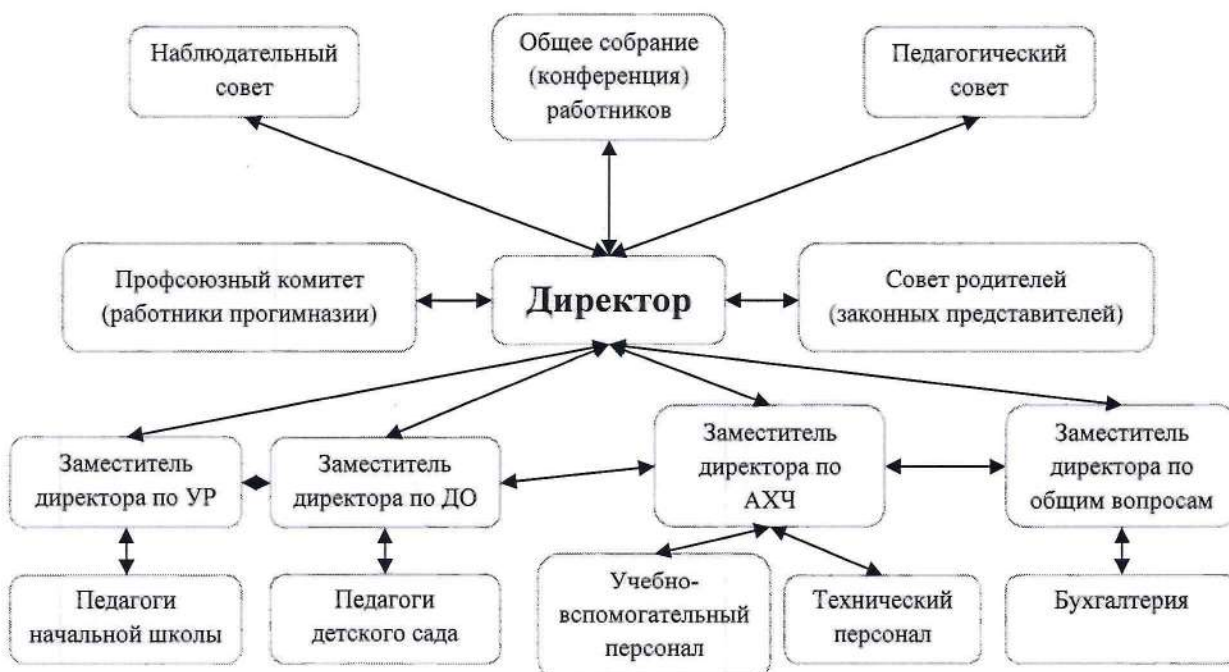 Наблюдательный
совет
Общее собрание
(конференция)
работников
Педагогический
совет
Профсоюзный комитет
(работники прогимназии)
Директор
Совет родителей
(законных представителей)
Заместитель
директора по УР
Заместитель
директора по ДО
Заместитель
директора по
АХЧ
Заместитель
директора по
общим вопросам
Педагоги
начальной школы
Педагоги
детского сада
Учебно-
вспомогательный
персонал
Технический
персонал
Бухгалтерия